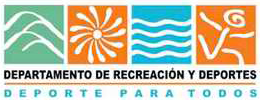 DEPARTAMENTO DE RECREACIÓN Y DEPORTES
DEPORTE PARA TODOS